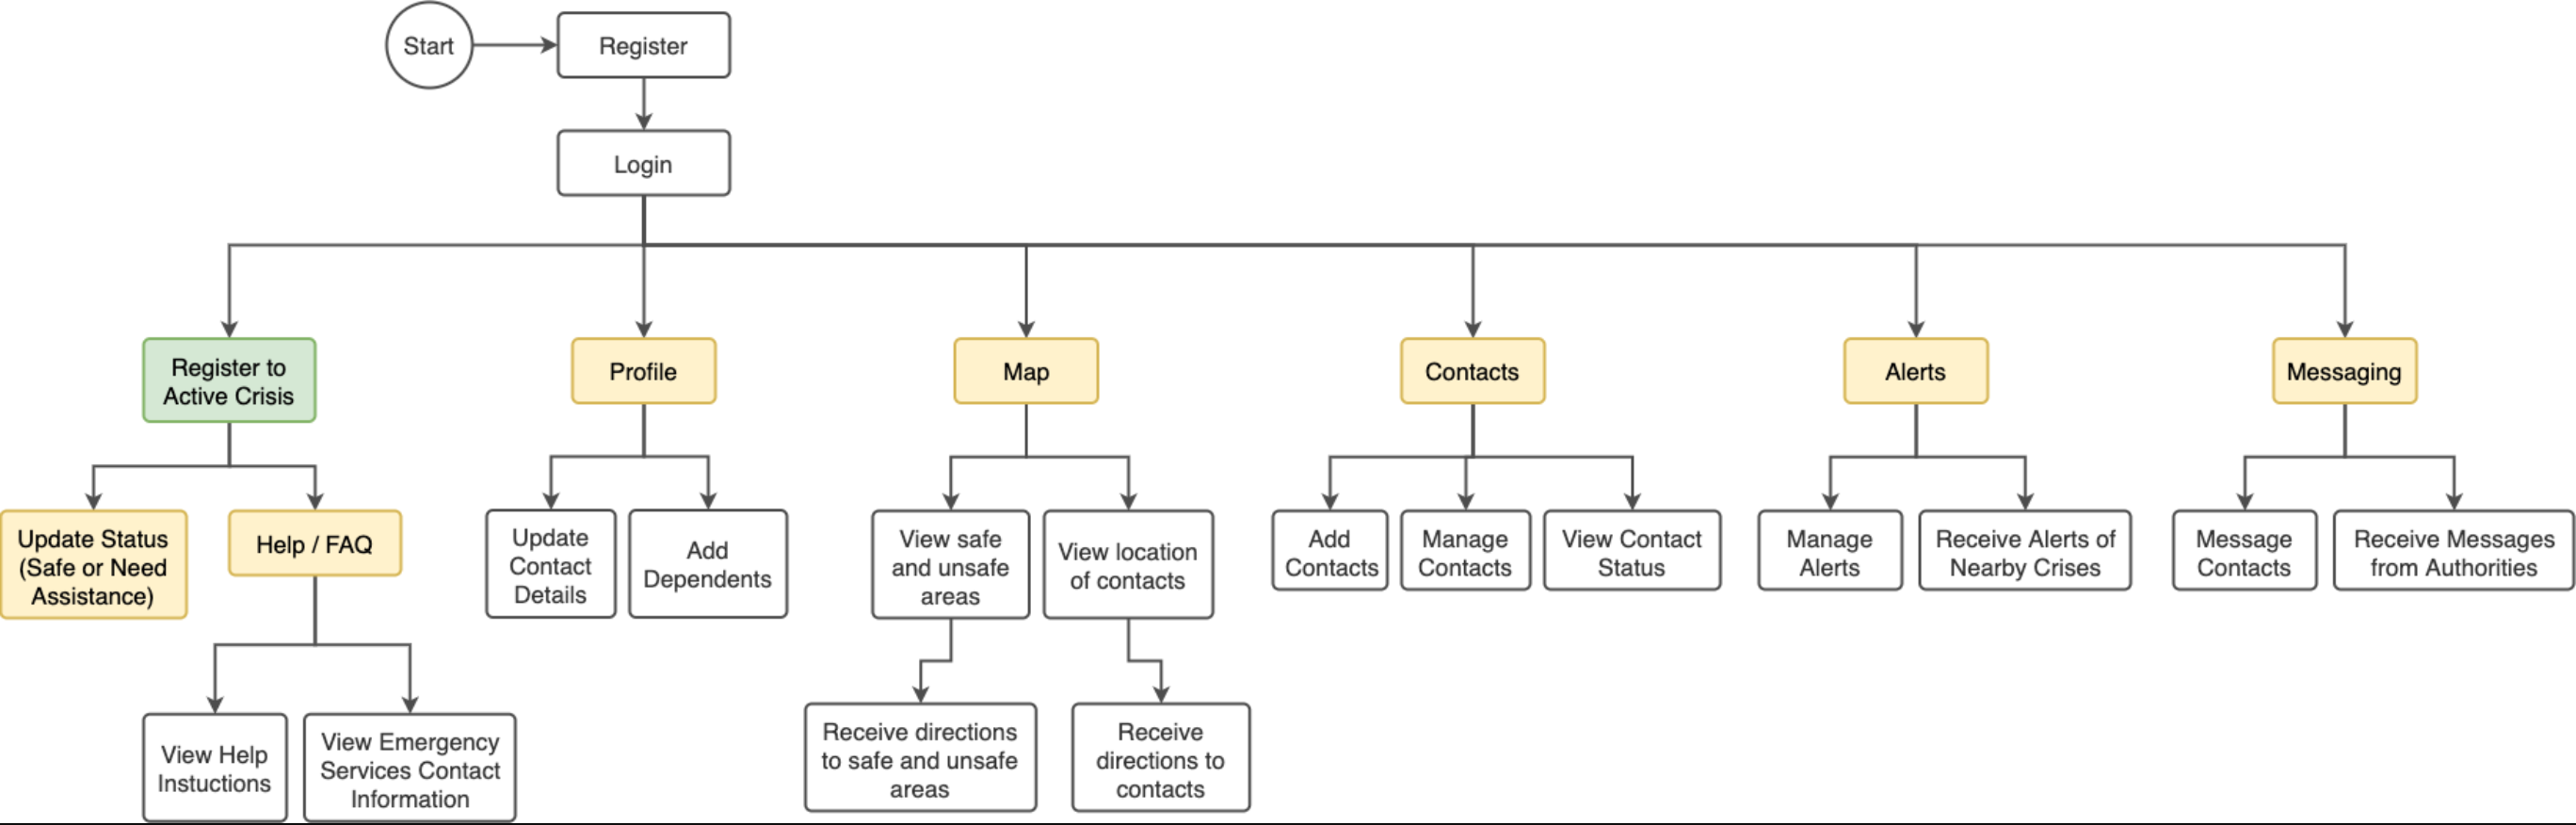 Start
Register
Login
Register to
Active Crisis
Profile
Map
Contacts
Alerts
Messaging
Update Status
(Safe or Need
Assistance)
Help / FAQ
Update
Contact
Details
Add
Dependents
View safe
and unsafe
areas
View location
of contacts
Add
Contacts
Manage
Contacts
View Contact
Status
Manage
Alerts
Receive Alerts of
Nearby Crises
Message
Contacts
Receive Messages
from Authorities
View Help
Instuctions
View Emergency
Services Contact
Information
Receive directions
to safe and unsafe
areas
Receive
directions to
contacts